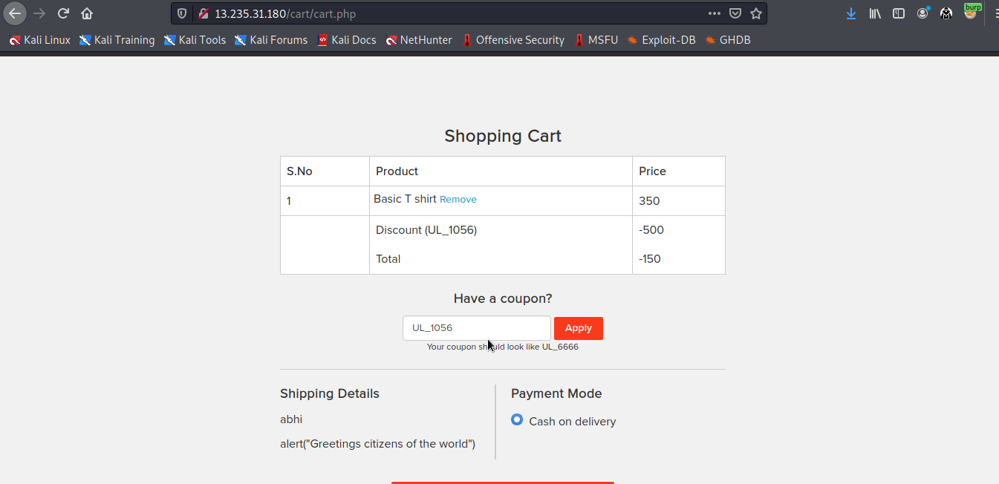 13.235.31.180/cart/cart.php
burp
Kali Linux Kali Training Kali Tools Kali Forums Kali Docs NetHunter Offensive Security MSFU Exploit-DB GHDB
Shopping Cart
S.No Product Price
1 Basic T shirt Remove 350
Discount (UL_1056) -500
Total -150
Have a coupon?
UL_1056 Apply
Your coupon should look like UL_6666
Shipping Details Payment Mode
abhi Cash on delivery
alert("Greetings citizens of the world")